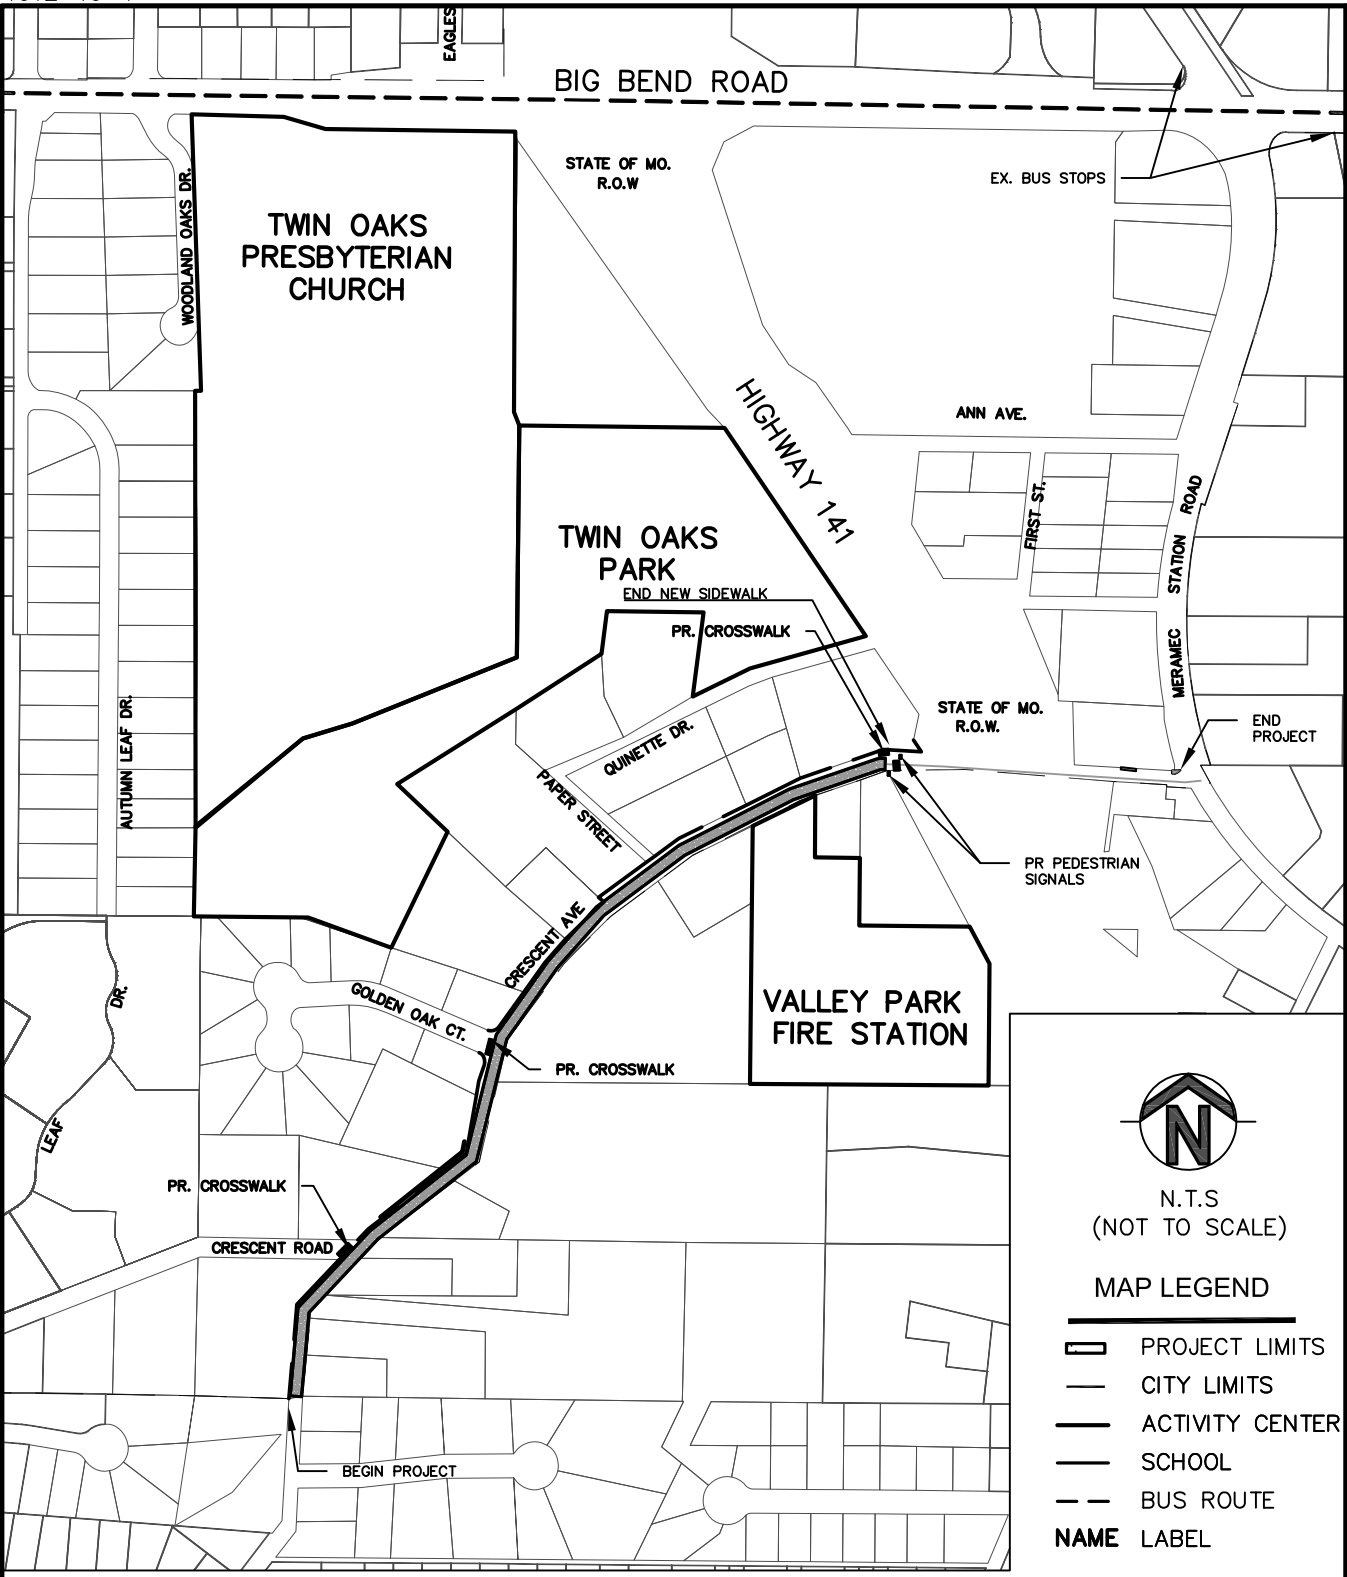 EAGLES
BIG BEND ROAD
STATE OF MO.
R.O.W
EX. BUS STOPS
WOODLAND OAKS DR.
TWIN OAKS
PRESBYTERIAN
CHURCH
HIGHWAY 141
ANN AVE.
FIRST ST.
MERAMEC STATION ROAD
TWIN OAKS
PARK
END NEW SIDEWALK
PR. CROSSWALK
STATE OF MO.
R.O.W.
END
PROJECT
AUTUMN LEAF DR.
QUINETTE DR.
PAPER STREET
PR PEDESTRIAN
SIGNALS
CRESCENT AVE
VALLEY PARK
FIRE STATION
GOLDEN OAK CT.
DR.
LEAF
PR. CROSSWALK
PR. CROSSWALK
CRESCENT ROAD
BEGIN PROJECT
N
N.T.S
(NOT TO SCALE)
MAP LEGEND
PROJECT LIMITS
CITY LIMITS
ACTIVITY CENTER
SCHOOL
BUS ROUTE
NAME LABEL